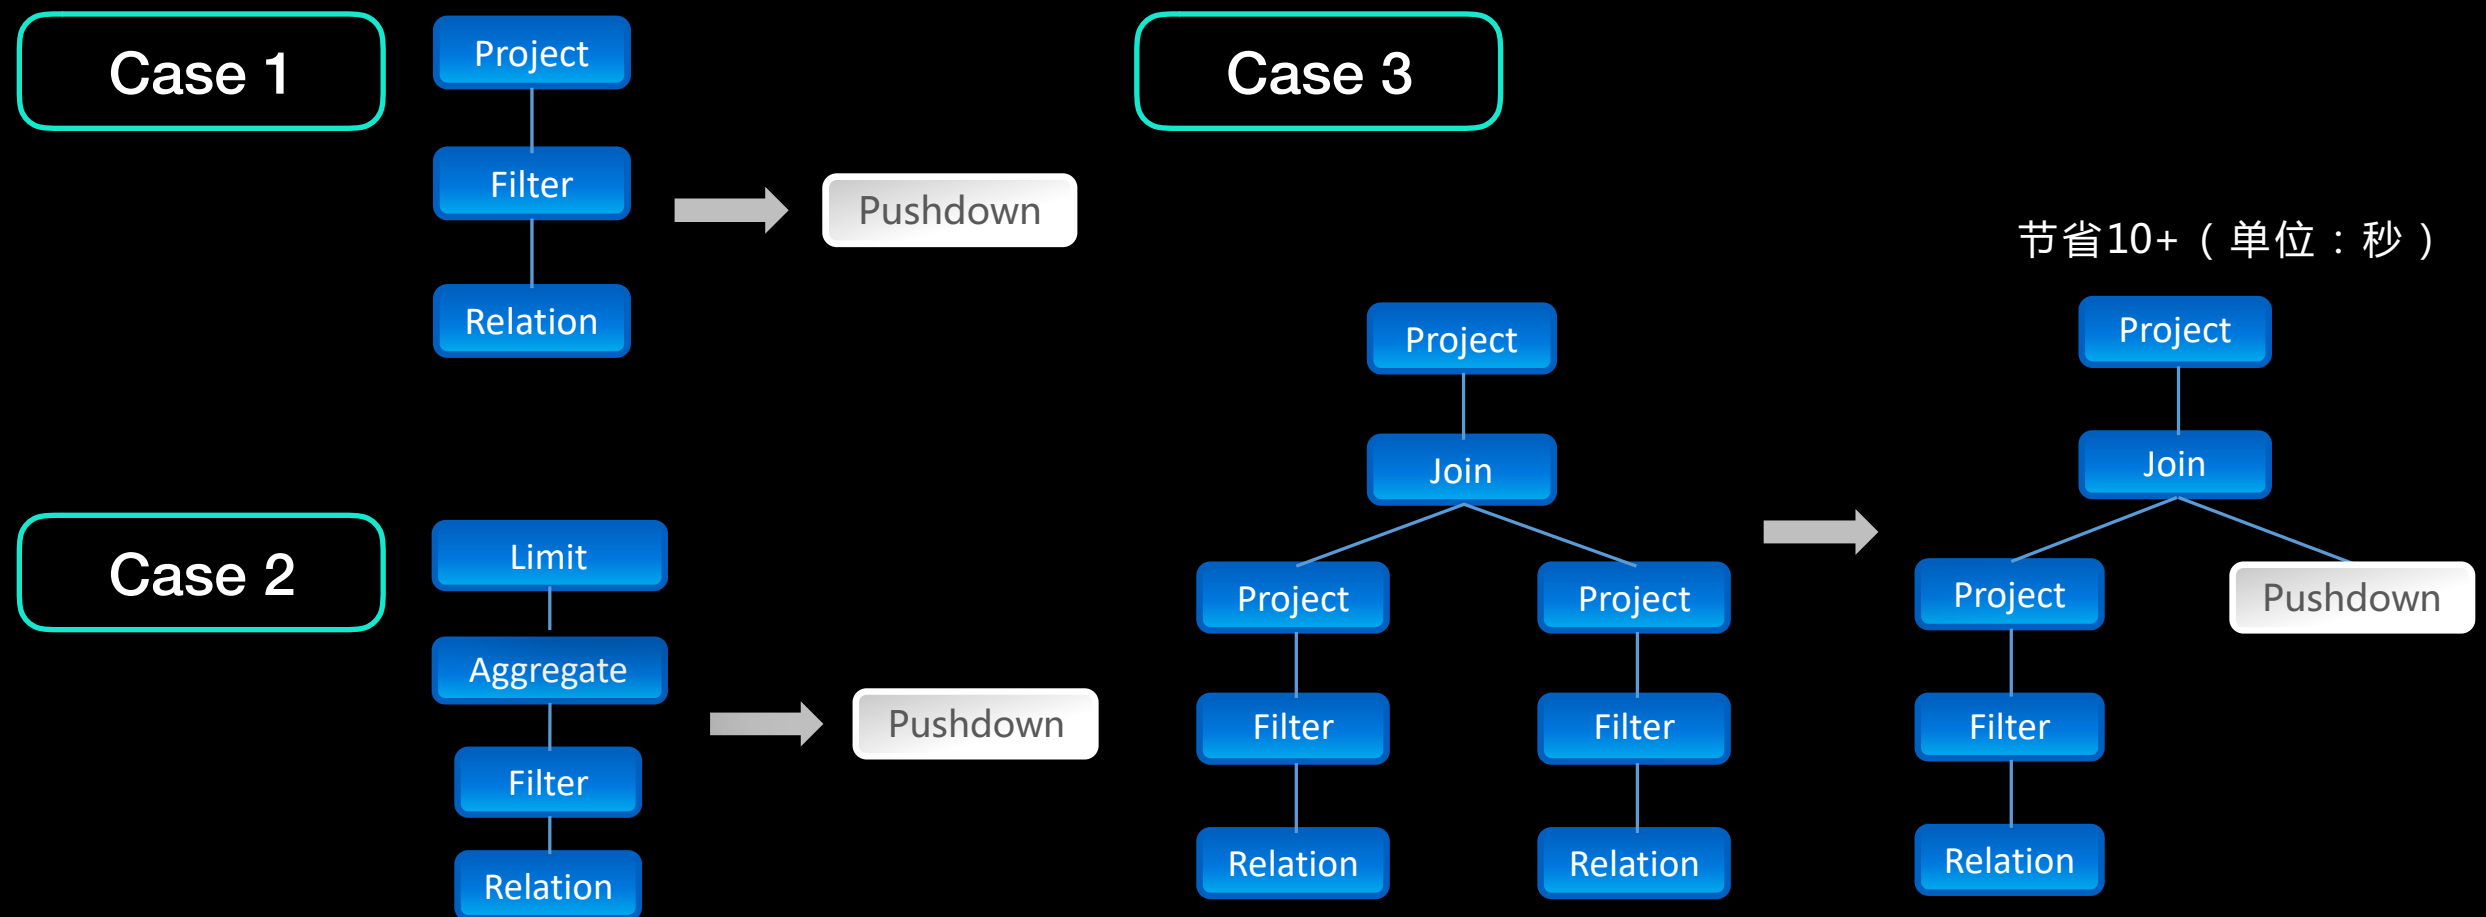 Case 1
Project
Filter
Relation
Pushdown
Case 2
Limit
Aggregate
Filter
Relation
Pushdown
Case 3
Project
Join
Project
Project
Filter
Filter
Relation
Relation
节省10+（单位：秒）
Project
Join
Project
Pushdown
Filter
Relation